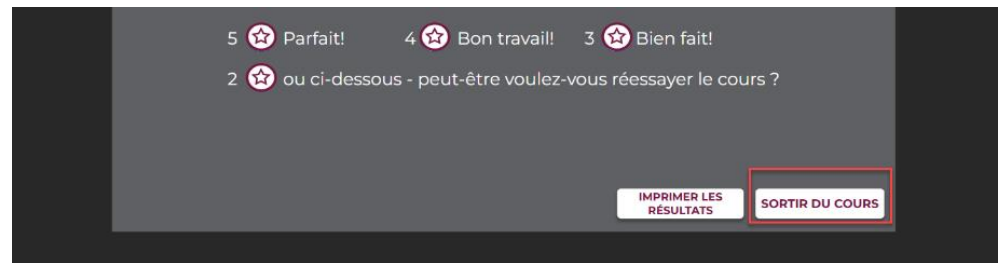 5 Parfait! 4 Bon travail! 3 Bien fait!
2 ou ci-dessous - peut-être voulez-vous réessayer le cours ?
IMPRIMER LES
RÉSULTATS
SORTIR DU COURS